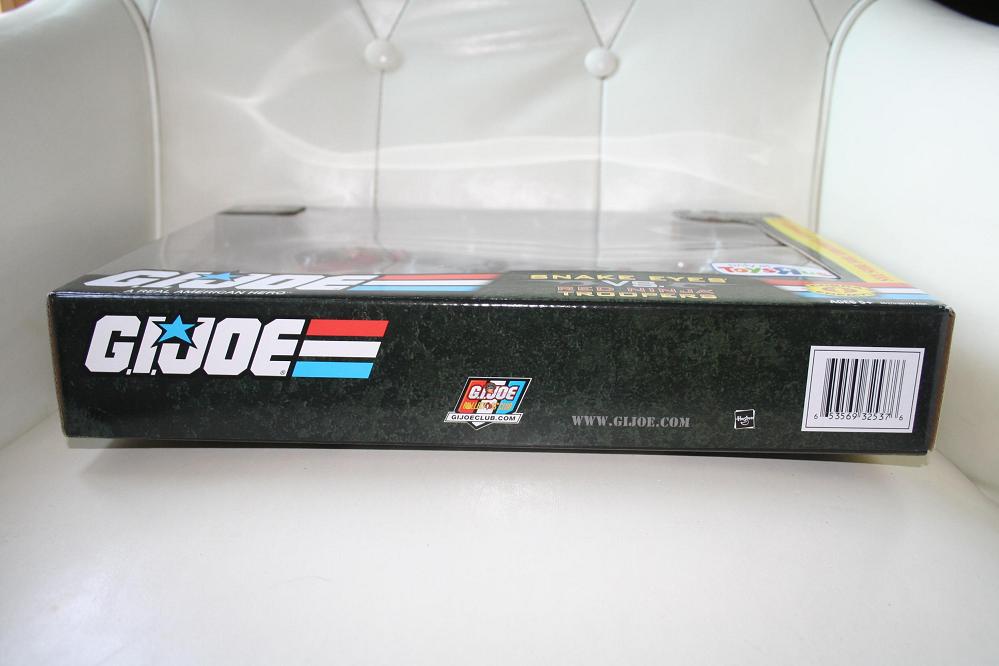 G.I.JOE
A REAL AMERICAN HERO
SNAKE EYES
VS.
RED NINJA
TROOPERS
G.I.JOE
G.I.JOE
GIJOECLUB.COM
WWW.GIJOE.COM
Hasbro
6 53569 32537 6